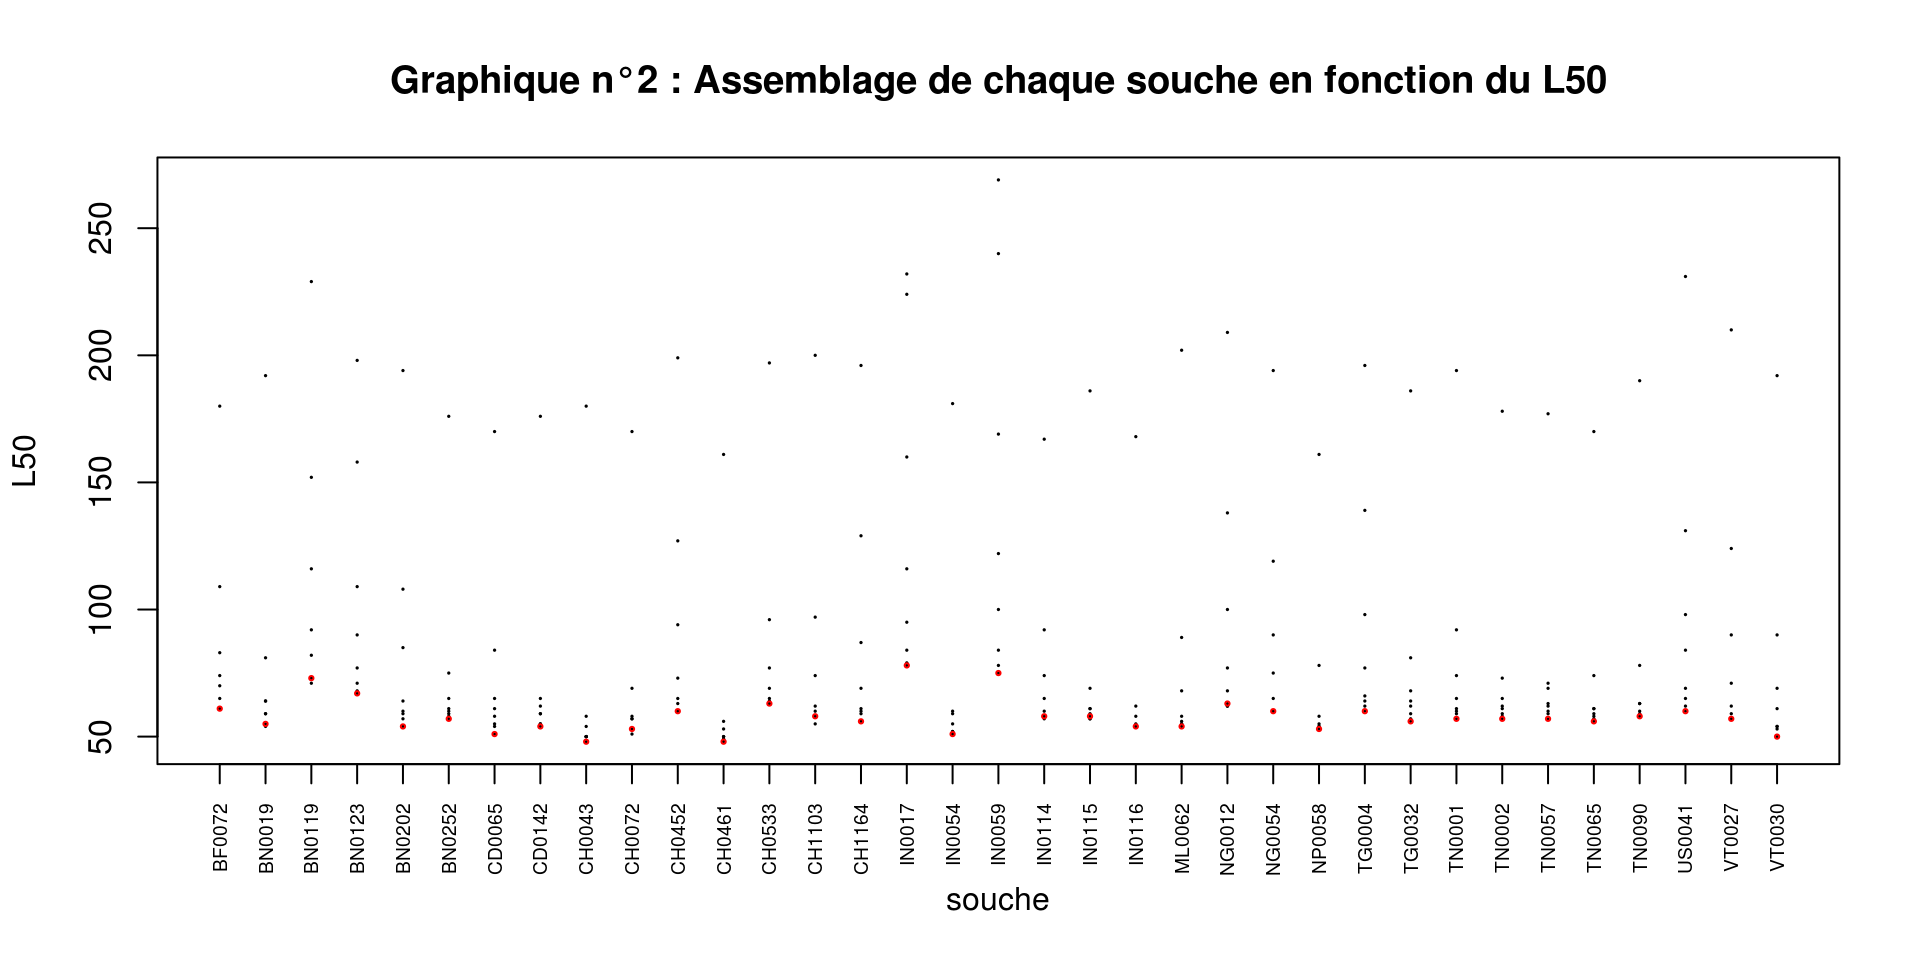 Graphique n°2 : Assemblage de chaque souche en fonction du L50
L50
250
200
150
100
50
BF0072 BN0019 BN0119 BN0123 BN0202 BN0252 CD0065 CD0142 CH0043 CH0072 CH0452 CH0461 CH0533 CH1103 CH1164 IN0017 IN0054 IN0059 IN0114 IN0115 IN0116 ML0062 NG0012 NG0054 NP0058 TG0004 TG0032 TN0001 TN0002 TN0057 TN0065 TN0090 US0041 VT0027 VT0030
souche